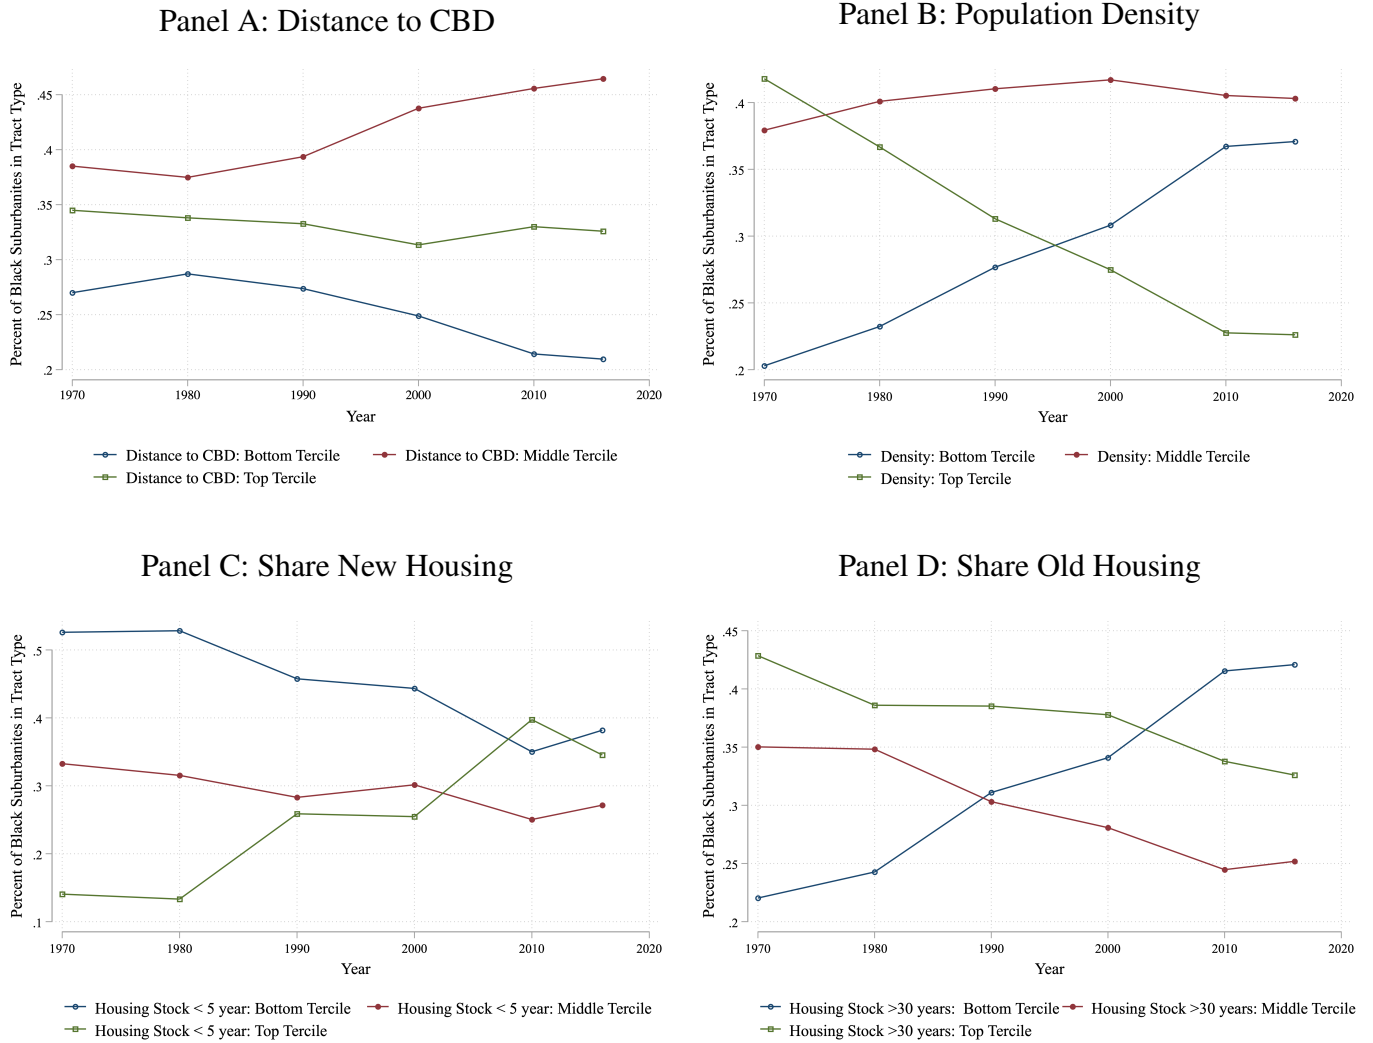 Panel A: Distance to CBD
Percent of Black Suburbanites in Tract Type
.45
.4
.35
.3
.25
.2
1970 1980 1990 2000 2010 2020
Year
Distance to CBD: Bottom Tercile Distance to CBD: Middle Tercile
Distance to CBD: Top Tercile
Panel B: Population Density
Percent of Black Suburbanites in Tract Type
.4
.35
.3
.25
.2
1970 1980 1990 2000 2010 2020
Year
Density: Bottom Tercile Density: Middle Tercile
Density: Top Tercile
Panel C: Share New Housing
Percent of Black Suburbanites in Tract Type
.5
.4
.3
.2
.1
1970 1980 1990 2000 2010 2020
Year
Housing Stock < 5 year: Bottom Tercile Housing Stock < 5 year: Middle Tercile
Housing Stock < 5 year: Top Tercile
Panel D: Share Old Housing
Percent of Black Suburbanites in Tract Type
.45
.4
.35
.3
.25
.2
1970 1980 1990 2000 2010 2020
Year
Housing Stock >30 years: Bottom Tercile Housing Stock >30 years: Middle Tercile
Housing Stock >30 years: Top Tercile